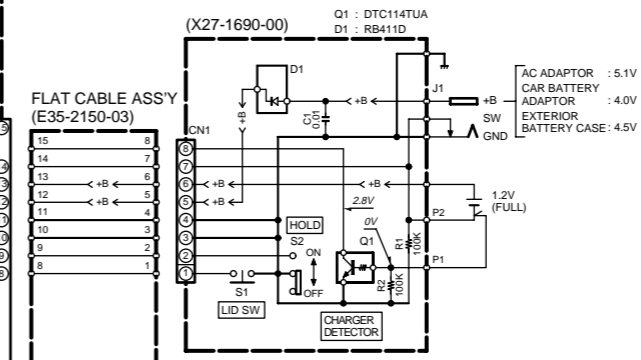 (X27-1690-00)
Q1 : DTC114TUA
D1 : RB411D
D1
J1
+B
+B
SW
GND
AC ADAPTOR : 5.1V
CAR BATTERY
ADAPTOR : 4.0V
EXTERIOR
BATTERY CASE : 4.5V
C1
0.01
+B
FLAT CABLE ASS'Y
(E35-2150-03)
CN1
15 8
14 7
13 +B 6
12 +B 5
11 4
10 3
9 2
8 1
8
7
6 +B +B
5 +B
4
3
2
1
2.8V
0V
1.2V
(FULL)
P2
P1
HOLD
S2
ON
OFF
Q1
R1
100K
R2
100K
S1
LID SW
CHARGER
DETECTOR